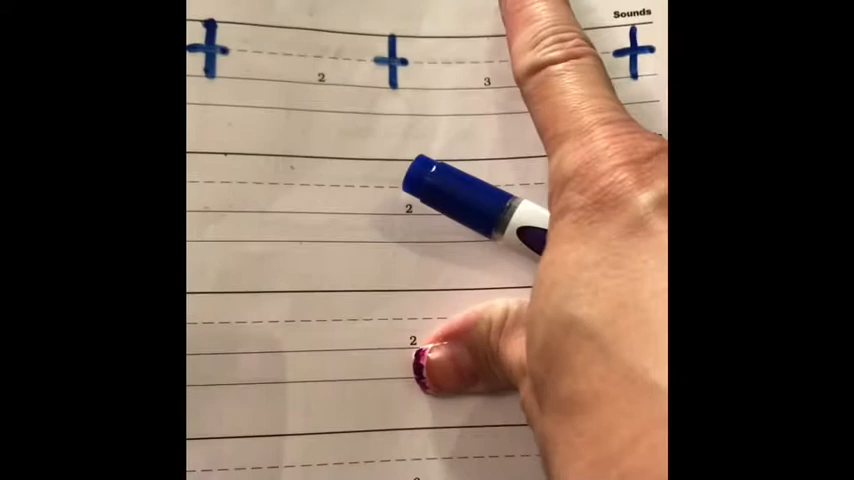 Sounds
+ + +
2 3
2
2